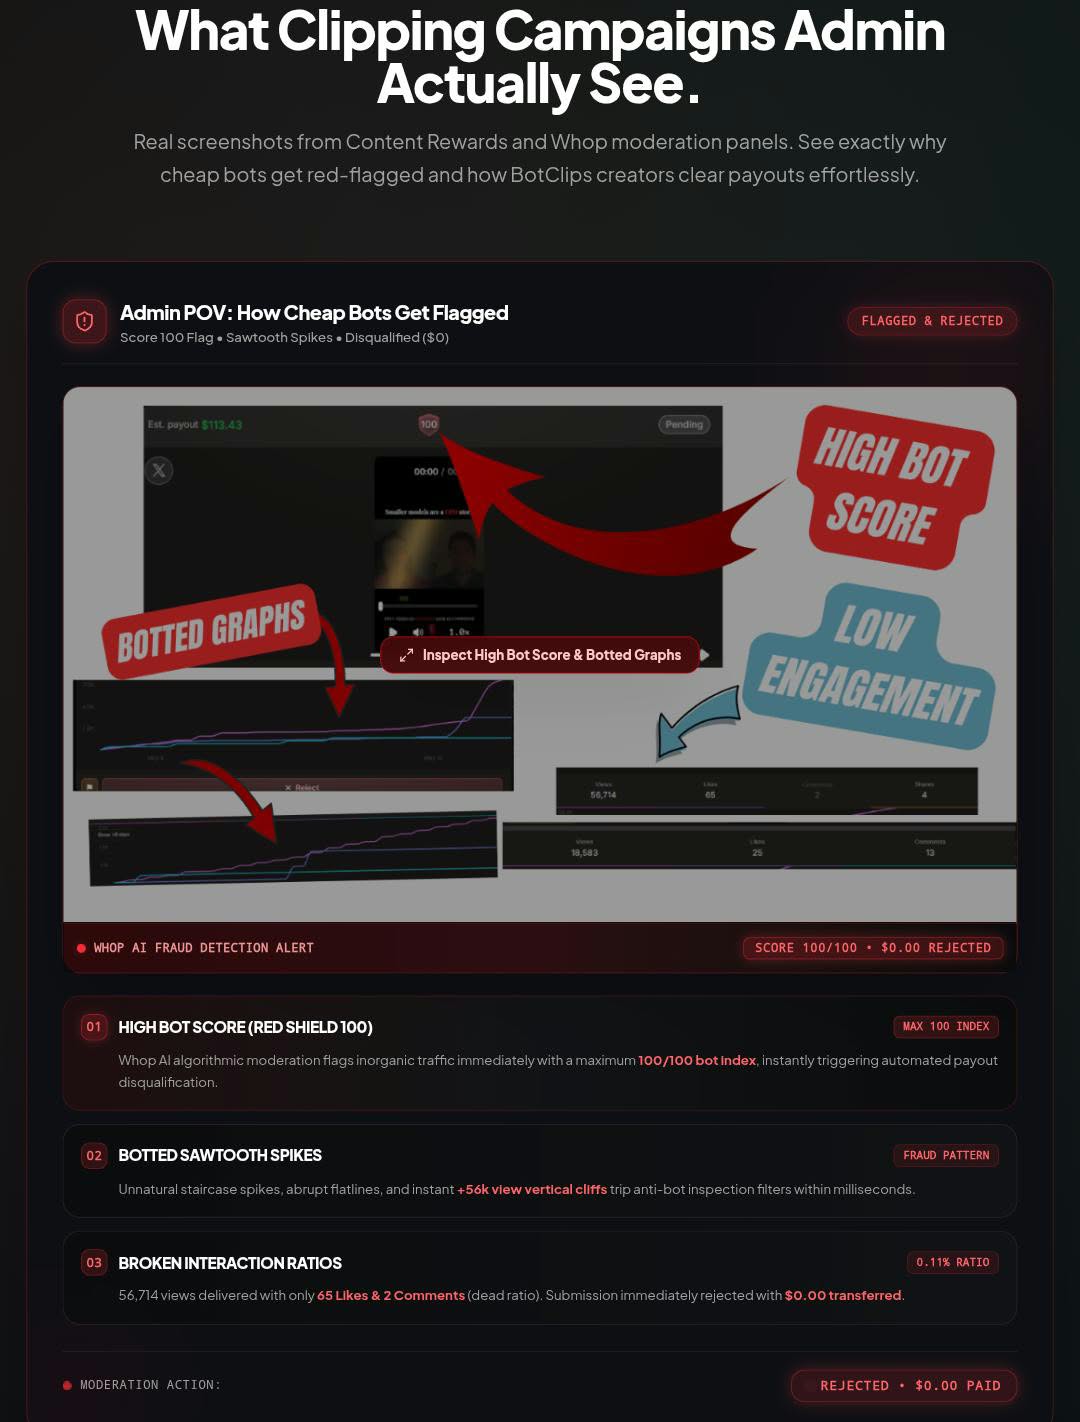 What Clipping Campaigns Admin
Actually See.
Real screenshots from Content Rewards and Whop moderation panels. See exactly why
cheap bots get red-flagged and how BotClips creators clear payouts effortlessly.
Admin POV: How Cheap Bots Get Flagged
Score 100 Flag • Sawtooth Spikes • Disqualified ($0)
FLAGGED & REJECTED
Est. payout $113.43
100
Pending
00:00 /
Smaller models are a
HIGH BOT
SCORE
BOTTED GRAPHS
1.0x
Inspect High Bot Score & Botted Graphs
LOW
ENGAGEMENT
Reject
Views Likes Comments Shares
56,714 65 2 4
Views Likes Comments
18,583 25 13
WHOP AI FRAUD DETECTION ALERT
SCORE 100/100 • $0.00 REJECTED
01 HIGH BOT SCORE (RED SHIELD 100) MAX 100 INDEX
Whop AI algorithmic moderation flags inorganic traffic immediately with a maximum 100/100 bot index, instantly triggering automated payout
disqualification.
02 BOTTED SAWTOOTH SPIKES FRAUD PATTERN
Unnatural staircase spikes, abrupt flatlines, and instant +56k view vertical cliffs trip anti-bot inspection filters within milliseconds.
03 BROKEN INTERACTION RATIOS 0.11% RATIO
56,714 views delivered with only 65 Likes & 2 Comments (dead ratio). Submission immediately rejected with $0.00 transferred.
MODERATION ACTION: REJECTED • $0.00 PAID